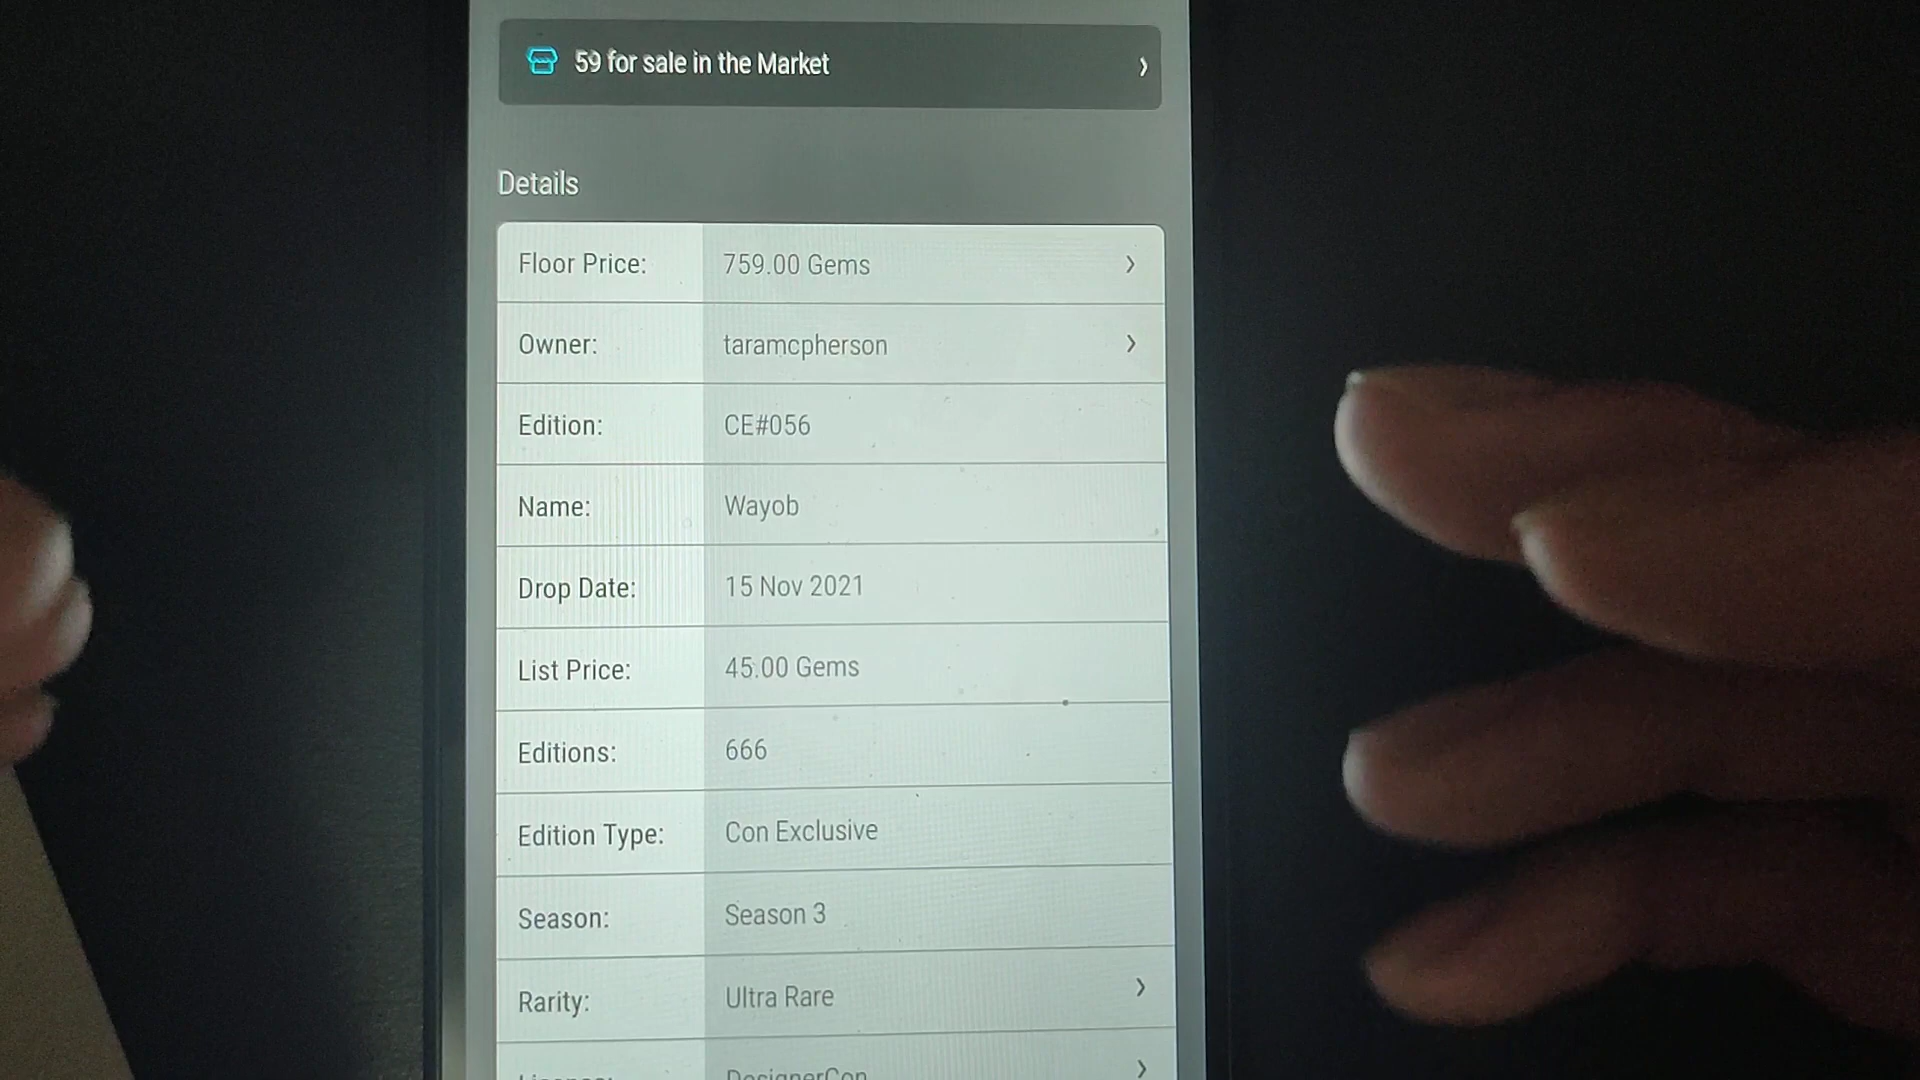 59 for sale in the Market
Details
Floor Price: 759.00 Gems
Owner: taramcpherson
Edition: CE#056
Name: Wayob
Drop Date: 15 Nov 2021
List Price: 45.00 Gems
Editions: 666
Edition Type: Con Exclusive
Season: Season 3
Rarity: Ultra Rare
DesignerCon